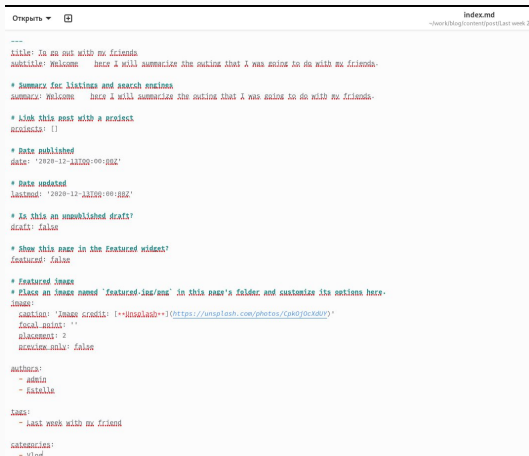 Открыть
index.md
~/work/blog/content/post/Last week 2
---
title: To go out with my friends
subtitle: Welcome    here I will summarize the outing that I was going to do with my friends.
# Summary for listings and search engines
summary: Welcome    here I will summarize the outing that I was going to do with my friends.
# Link this post with a project
projects: []
# Date published
date: '2020-12-13T00:00:00Z'
# Date updated
lastmod: '2020-12-13T00:00:00Z'
# Is this an unpublished draft?
draft: false
# Show this page in the Featured widget?
featured: false
# Featured image
# Place an image named `featured.jpg/png` in this page's folder and customize its options here.
image:
  caption: 'Image credit: [**Unsplash**](https://unsplash.com/photos/CpkOjOcXdUY)'
  focal_point: ''
  placement: 2
  preview_only: false
authors:
  - admin
  - Estelle
tags:
  - Last week with my friend
categories:
  - Vlog